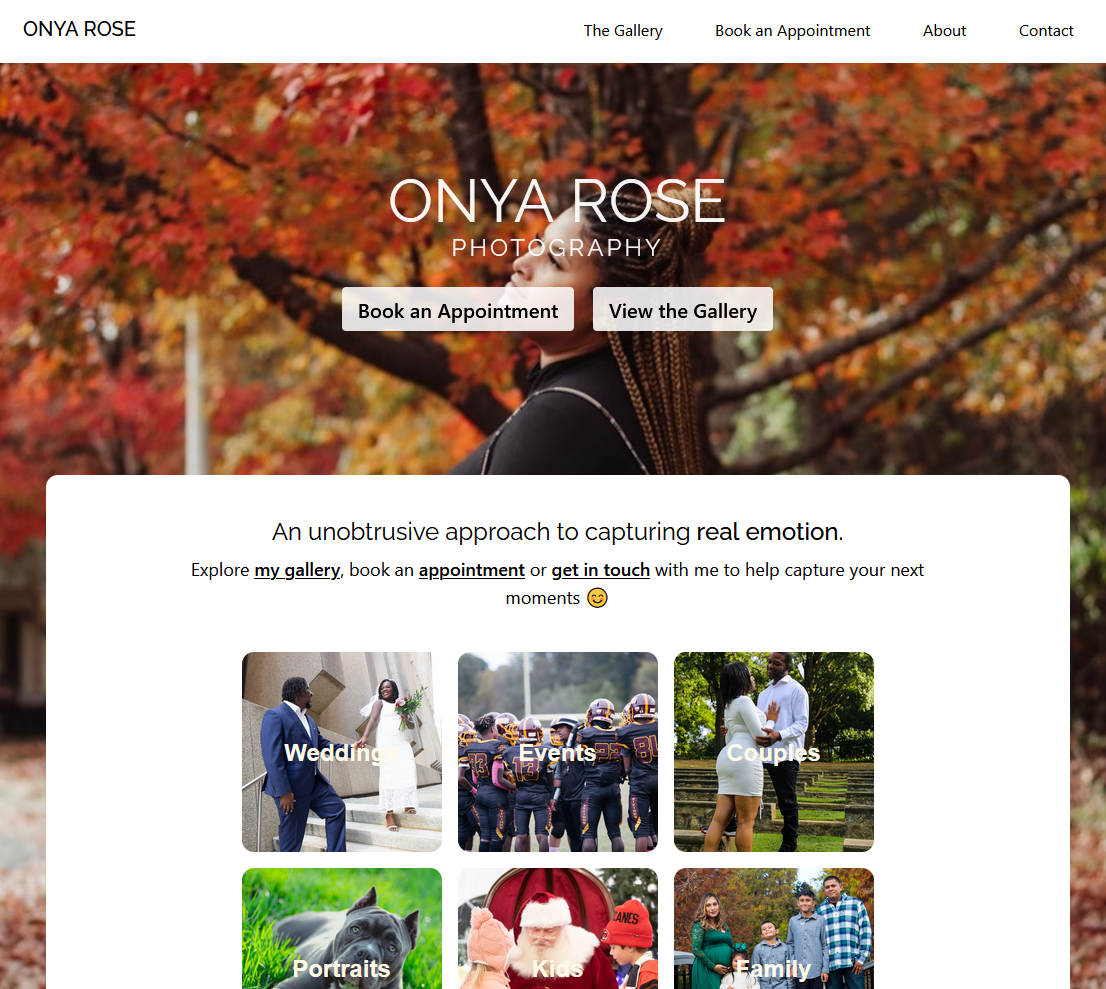 ONYA ROSE
The Gallery
Book an Appointment
About
Contact
ONYA ROSE
PHOTOGRAPHY
Book an Appointment
View the Gallery
An unobtrusive approach to capturing real emotion.
Explore my gallery, book an appointment or get in touch with me to help capture your next
moments 😊
Weddings
Events
Couples
Portraits
Kids
Family